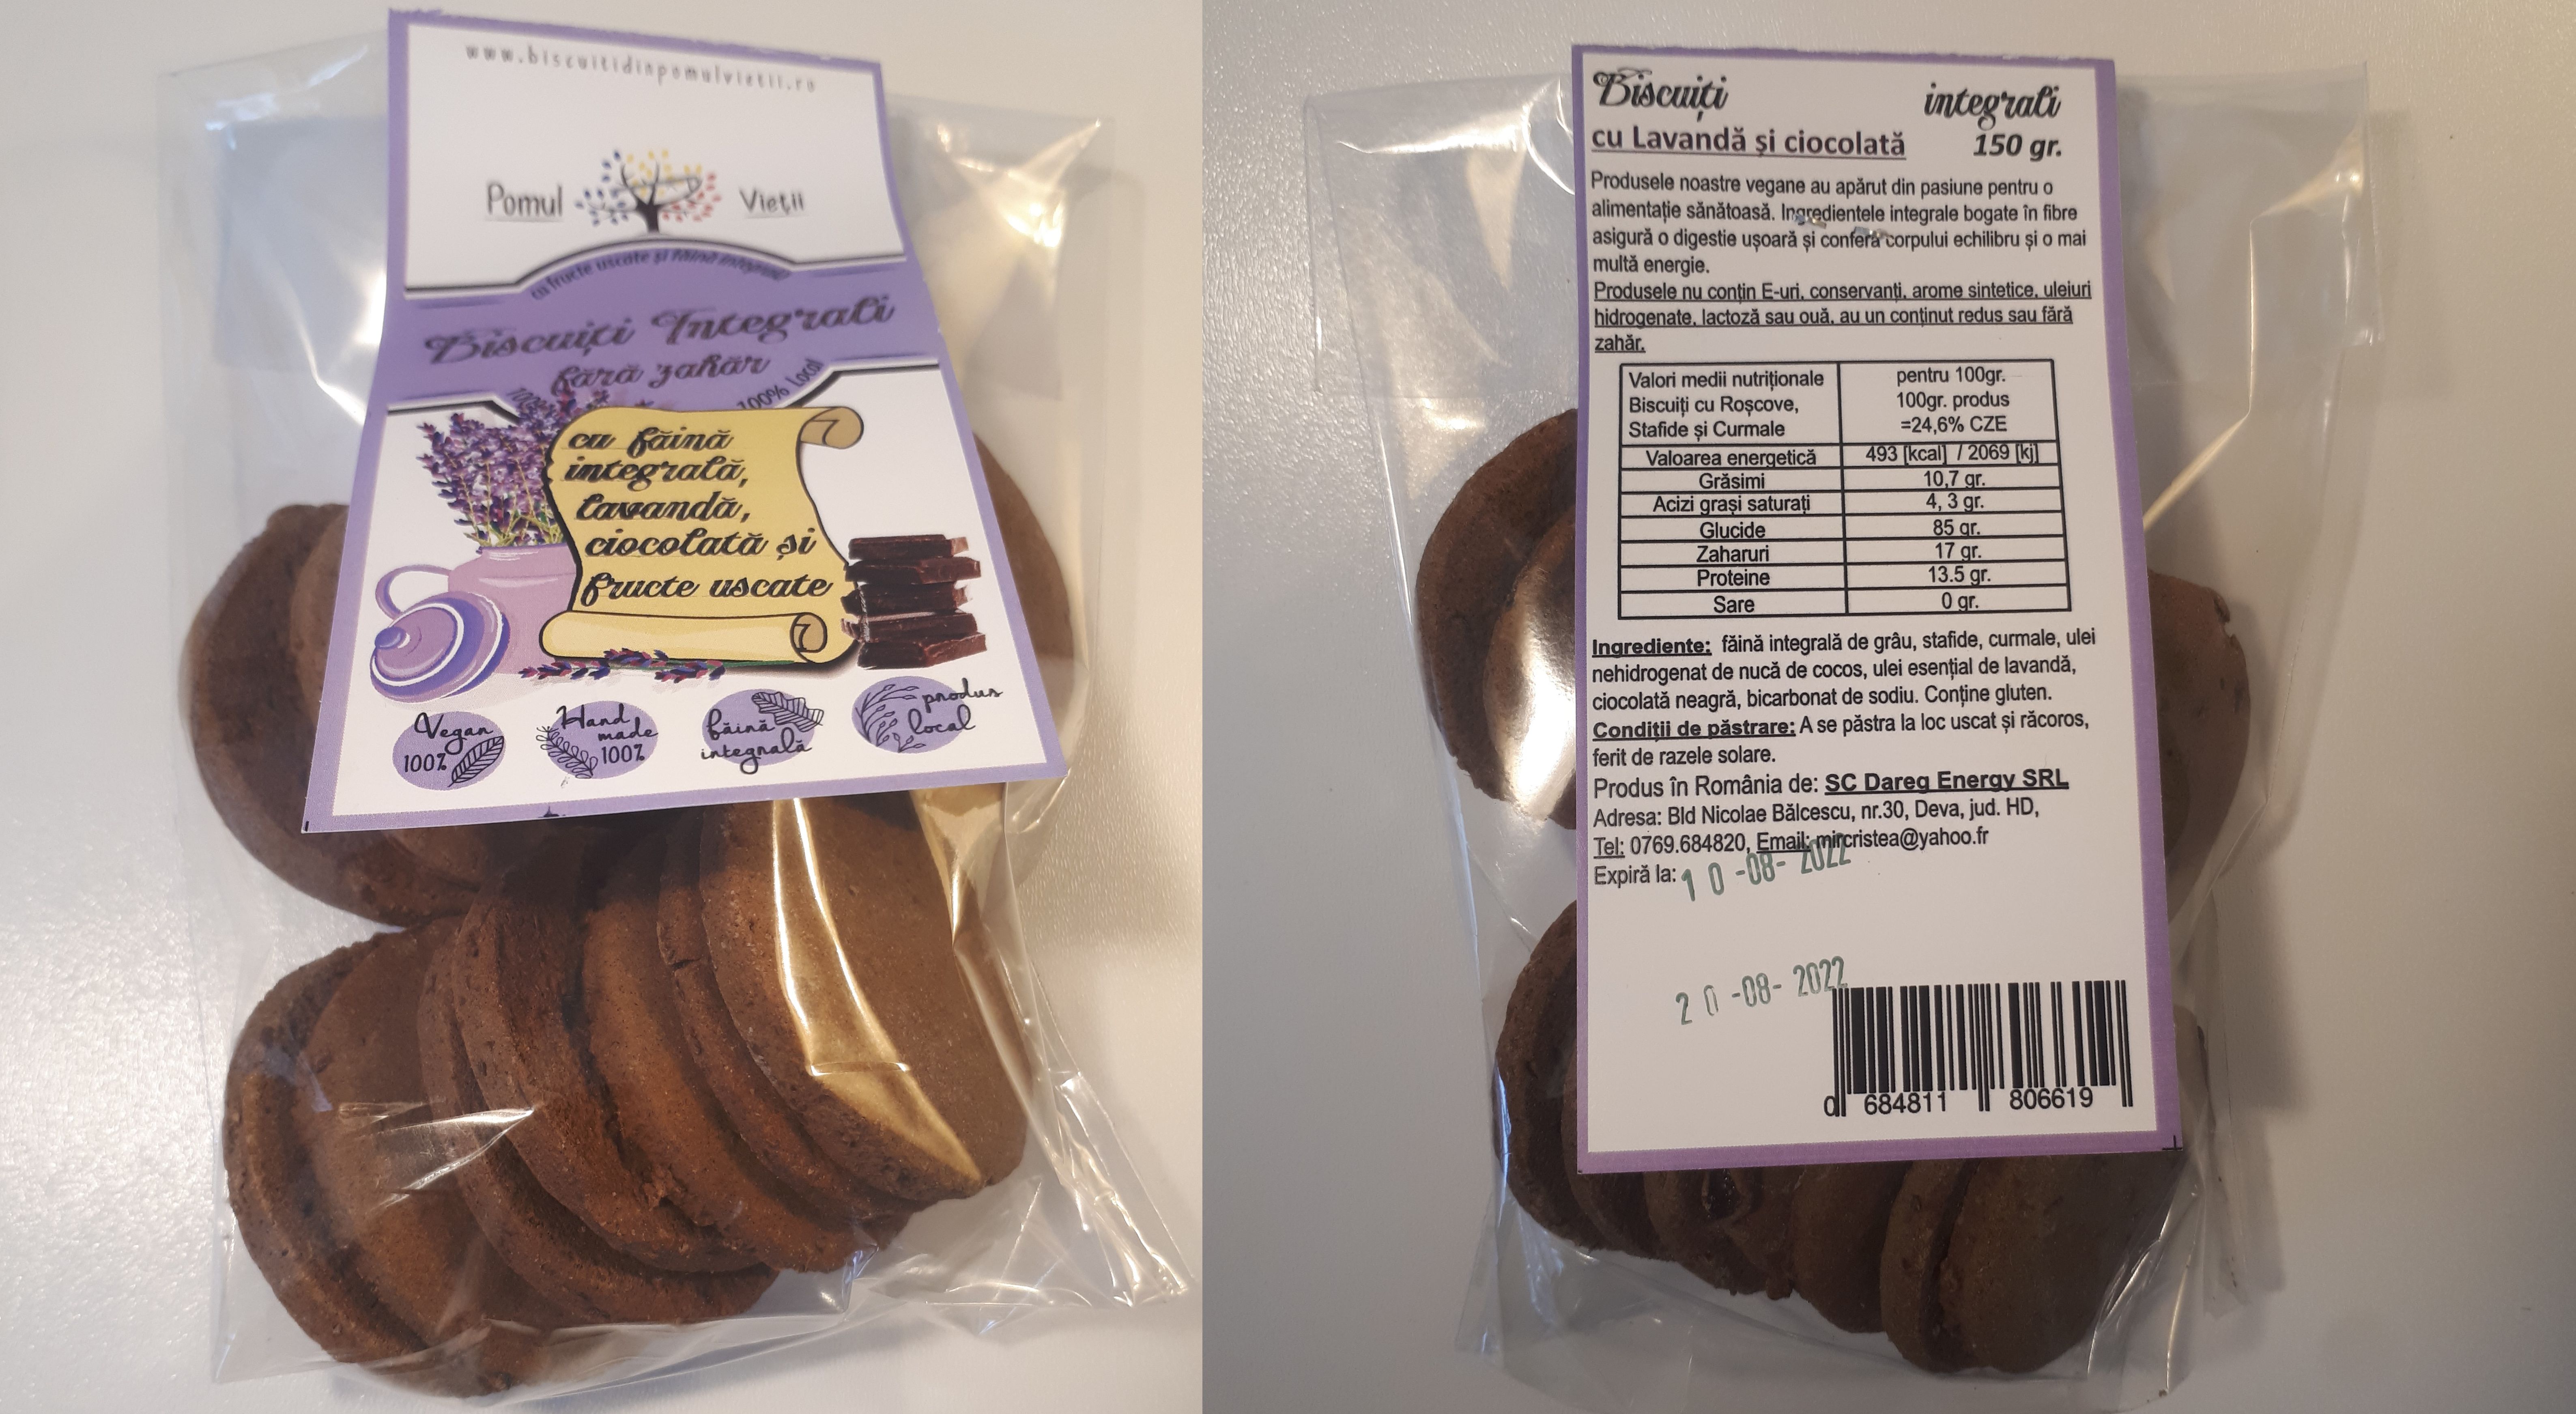 www.biscuitidinpomulvietii.ro
Pomul Vieții
cu fructe uscate și făină integrală
Biscuiți Integrali
fără zahăr
100% Local
cu făină
integrală,
lavandă,
ciocolată și
fructe uscate
Vegan
100%
Hand
made
100%
făină
integrală
produs
local
Biscuiți integrali
cu Lavandă și ciocolată 150 gr.
Produsele noastre vegane au apărut din pasiune pentru o
alimentație sănătoasă. Ingredientele integrale bogate în fibre
asigură o digestie ușoară și conferă corpului echilibru și o mai
multă energie.
Produsele nu conțin E-uri, conservanți, arome sintetice, uleiuri
hidrogenate, lactoză sau ouă, au un conținut redus sau fără
zahăr.
Valori medii nutriționale pentru 100gr.
Biscuiți cu Roșcove, 100gr. produs
Stafide și Curmale =24,6% CZE
Valoarea energetică 493 [kcal] / 2069 [kj]
Grăsimi 10,7 gr.
Acizi grași saturați 4, 3 gr.
Glucide 85 gr.
Zaharuri 17 gr.
Proteine 13.5 gr.
Sare 0 gr.
Ingrediente: făină integrală de grâu, stafide, curmale, ulei
nehidrogenat de nucă de cocos, ulei esențial de lavandă,
ciocolată neagră, bicarbonat de sodiu. Conține gluten.
Condiții de păstrare: A se păstra la loc uscat și răcoros,
ferit de razele solare.
Produs în România de: SC Dareg Energy SRL
Adresa: Bld Nicolae Bălcescu, nr.30, Deva, jud. HD,
Tel: 0769.684820, Email: mircristea@yahoo.fr
Expiră la: 10-08-2022
20-08-2022
0 684811 806619